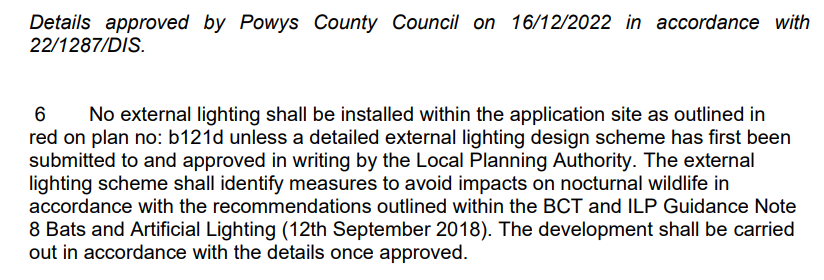 Details approved by Powys County Council on 16/12/2022 in accordance with
22/1287/DIS.
6 No external lighting shall be installed within the application site as outlined in
red on plan no: b121d unless a detailed external lighting design scheme has first been
submitted to and approved in writing by the Local Planning Authority. The external
lighting scheme shall identify measures to avoid impacts on nocturnal wildlife in
accordance with the recommendations outlined within the BCT and ILP Guidance Note
8 Bats and Artificial Lighting (12th September 2018). The development shall be carried
out in accordance with the details once approved.